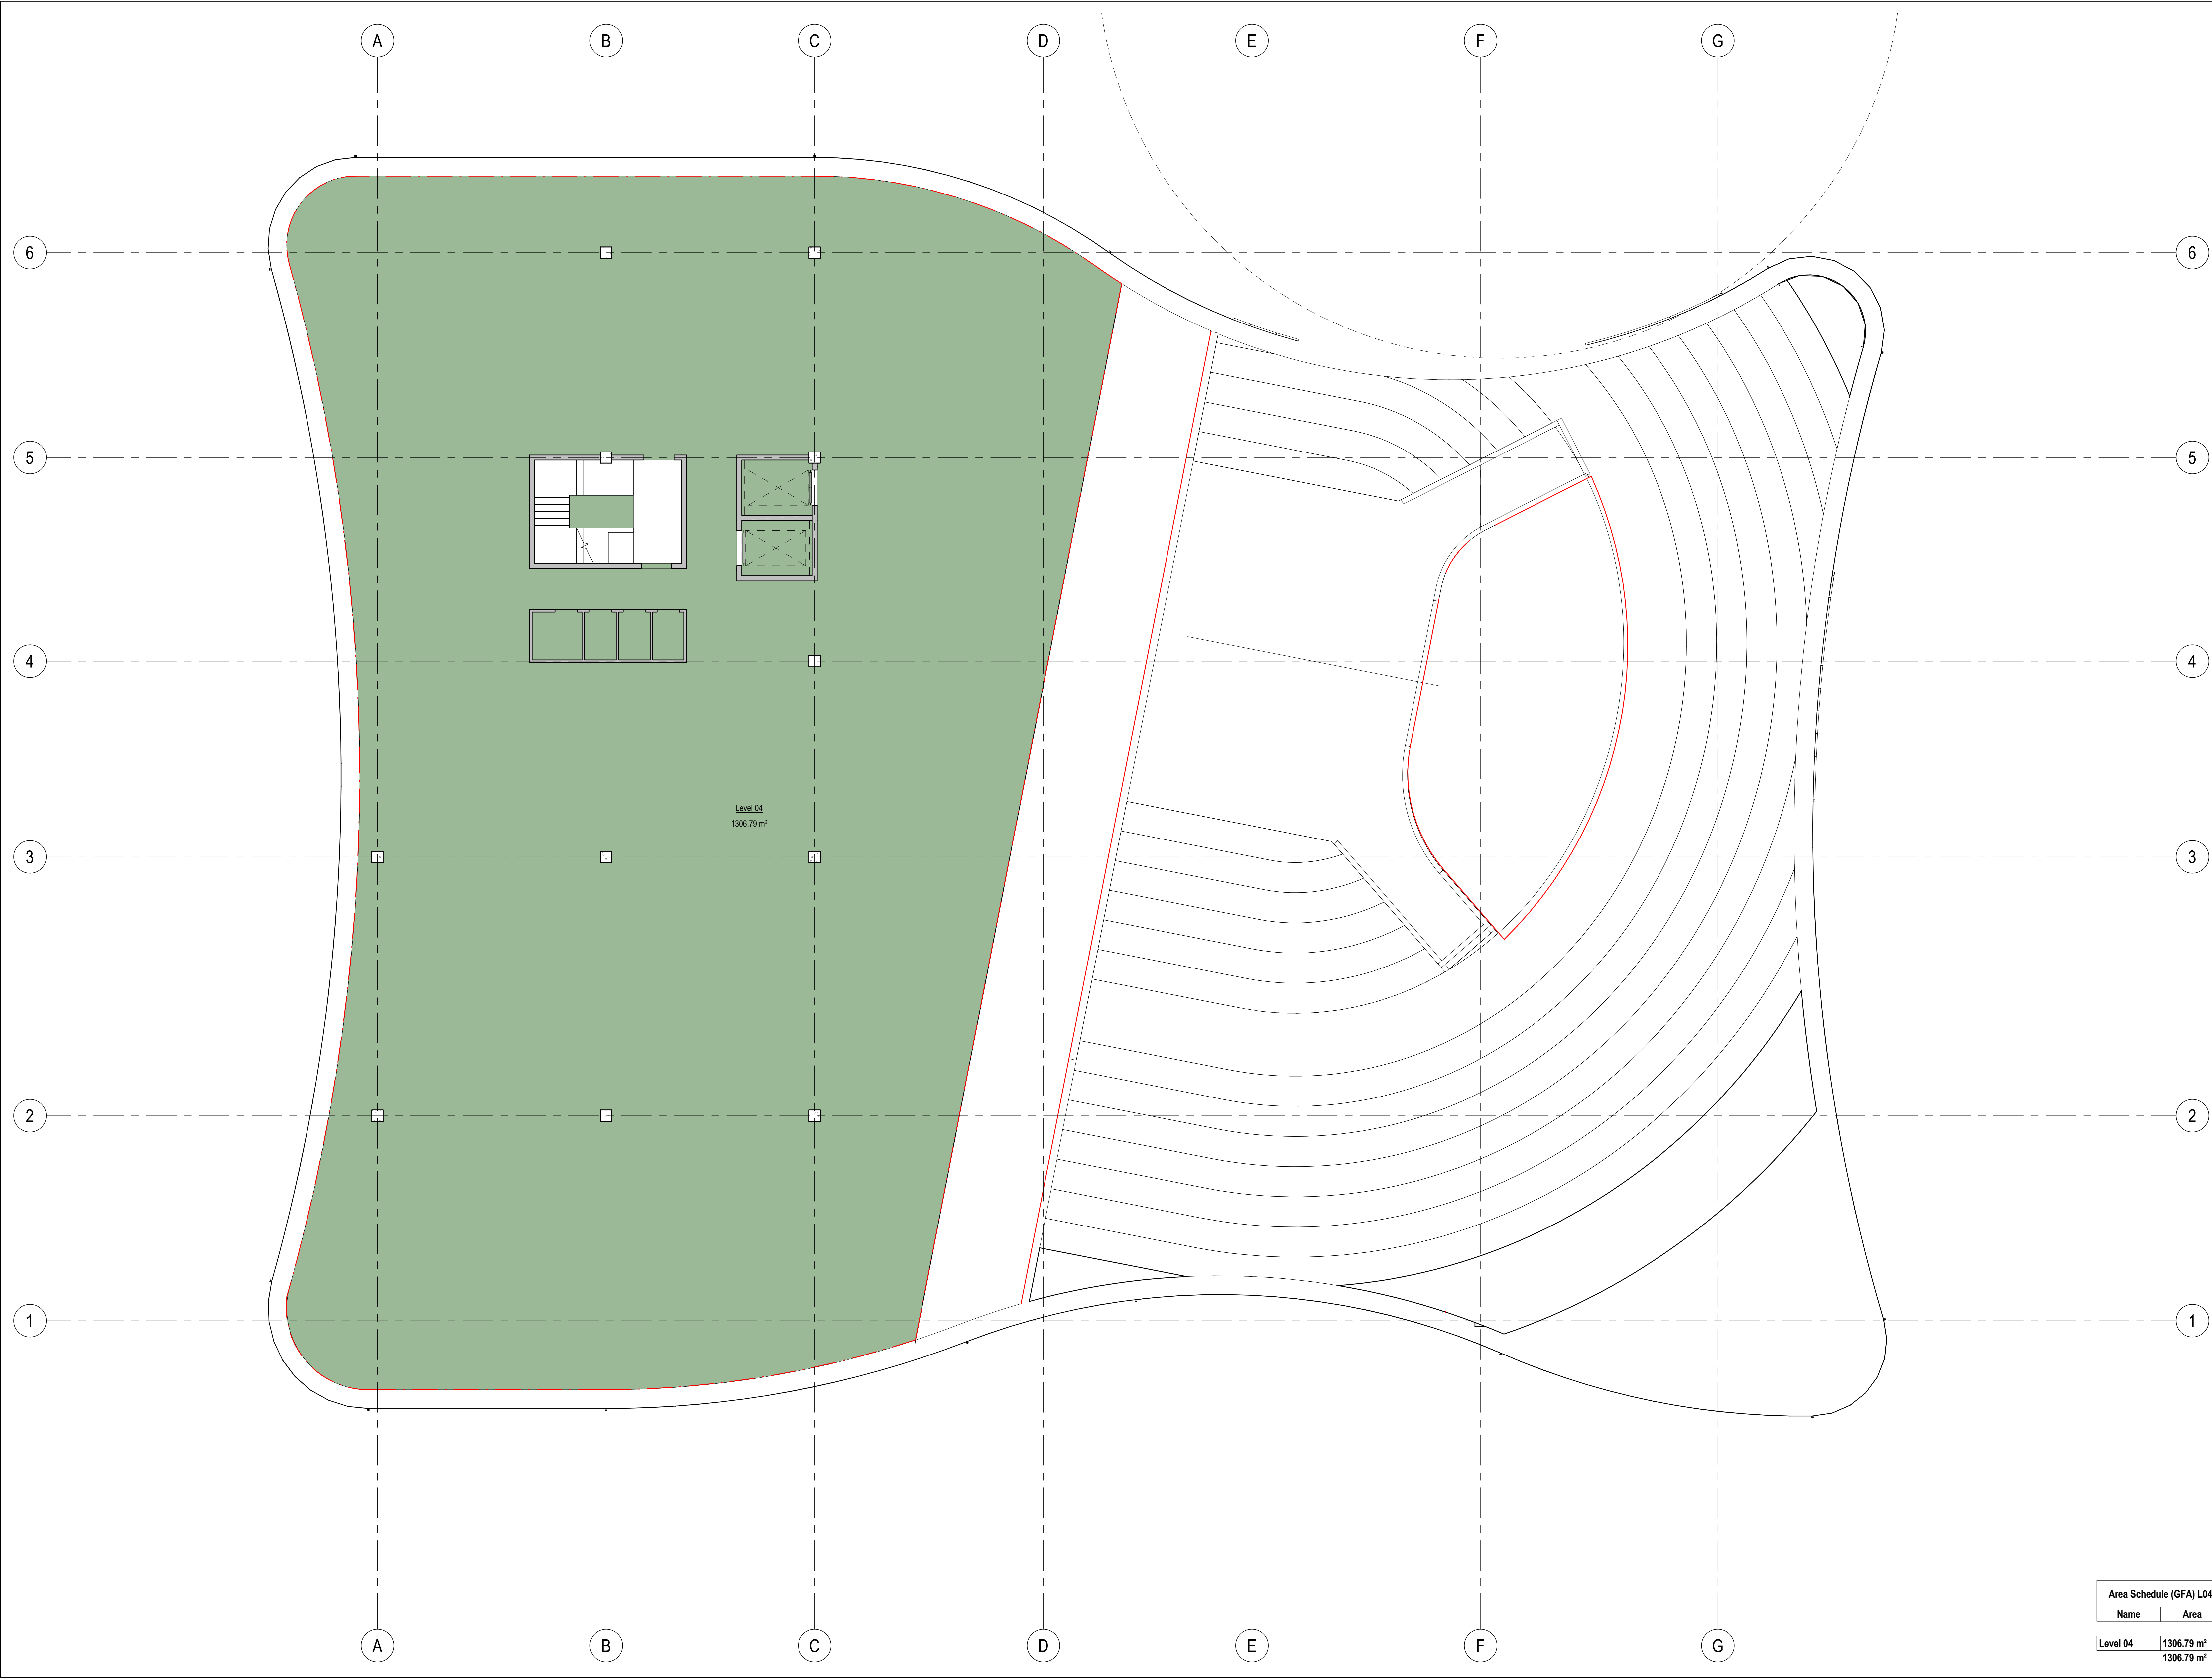 A B C D E F G
6 6
5 5
4 4
Level 04
1306.79 m²
3 3
2 2
1 1
Area Schedule (GFA) L04
Name Area
Level 04 1306.79 m²
1306.79 m²
A B C D E F G